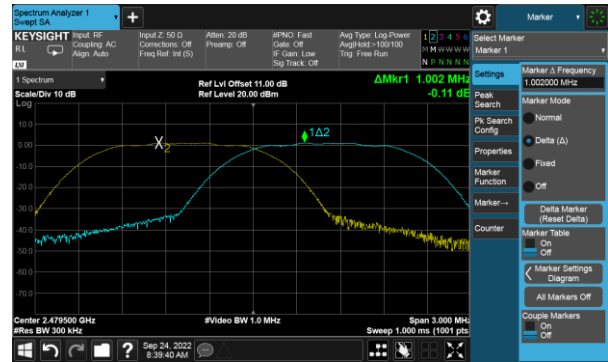 Spectrum Analyzer 1
Swept SA
Marker
KEYSIGHT Input: RF Input Z: 50 Ω Atten: 20 dB #PNO: Fast Avg Type: Log-Power 1 2 3 4 5 6
RL Coupling: AC Corrections: Off Preamp: Off Gate: Off Avg|Hold:>100/100 M M W W W W
Align: Auto Freq Ref: Int (S) IF Gain: Low Trig: Free Run N P N N N N
Sig Track: Off
LXI
1 Spectrum
Scale/Div 10 dB
Ref Lvl Offset 11.00 dB
Ref Level 20.00 dBm
ΔMkr1 1.002 MHz
-0.11 dB
Log
10.0
0.00
-10.0
-20.0
-30.0
-40.0
-50.0
-60.0
-70.0
X2
1Δ2
Center 2.479500 GHz #Video BW 1.0 MHz Span 3.000 MHz
#Res BW 300 kHz Sweep 1.000 ms (1001 pts
Select Marker
Marker 1
Settings
Peak
Search
Pk Search
Config
Properties
Marker
Function
Marker→
Counter
Marker Δ Frequency
1.002000 MHz
Marker Mode
Normal
Delta (Δ)
Fixed
Off
Delta Marker
(Reset Delta)
Marker Table
On
Off
Marker Settings
Diagram
All Markers Off
Couple Markers
On
Off
Sep 24, 2022
8:39:40 AM